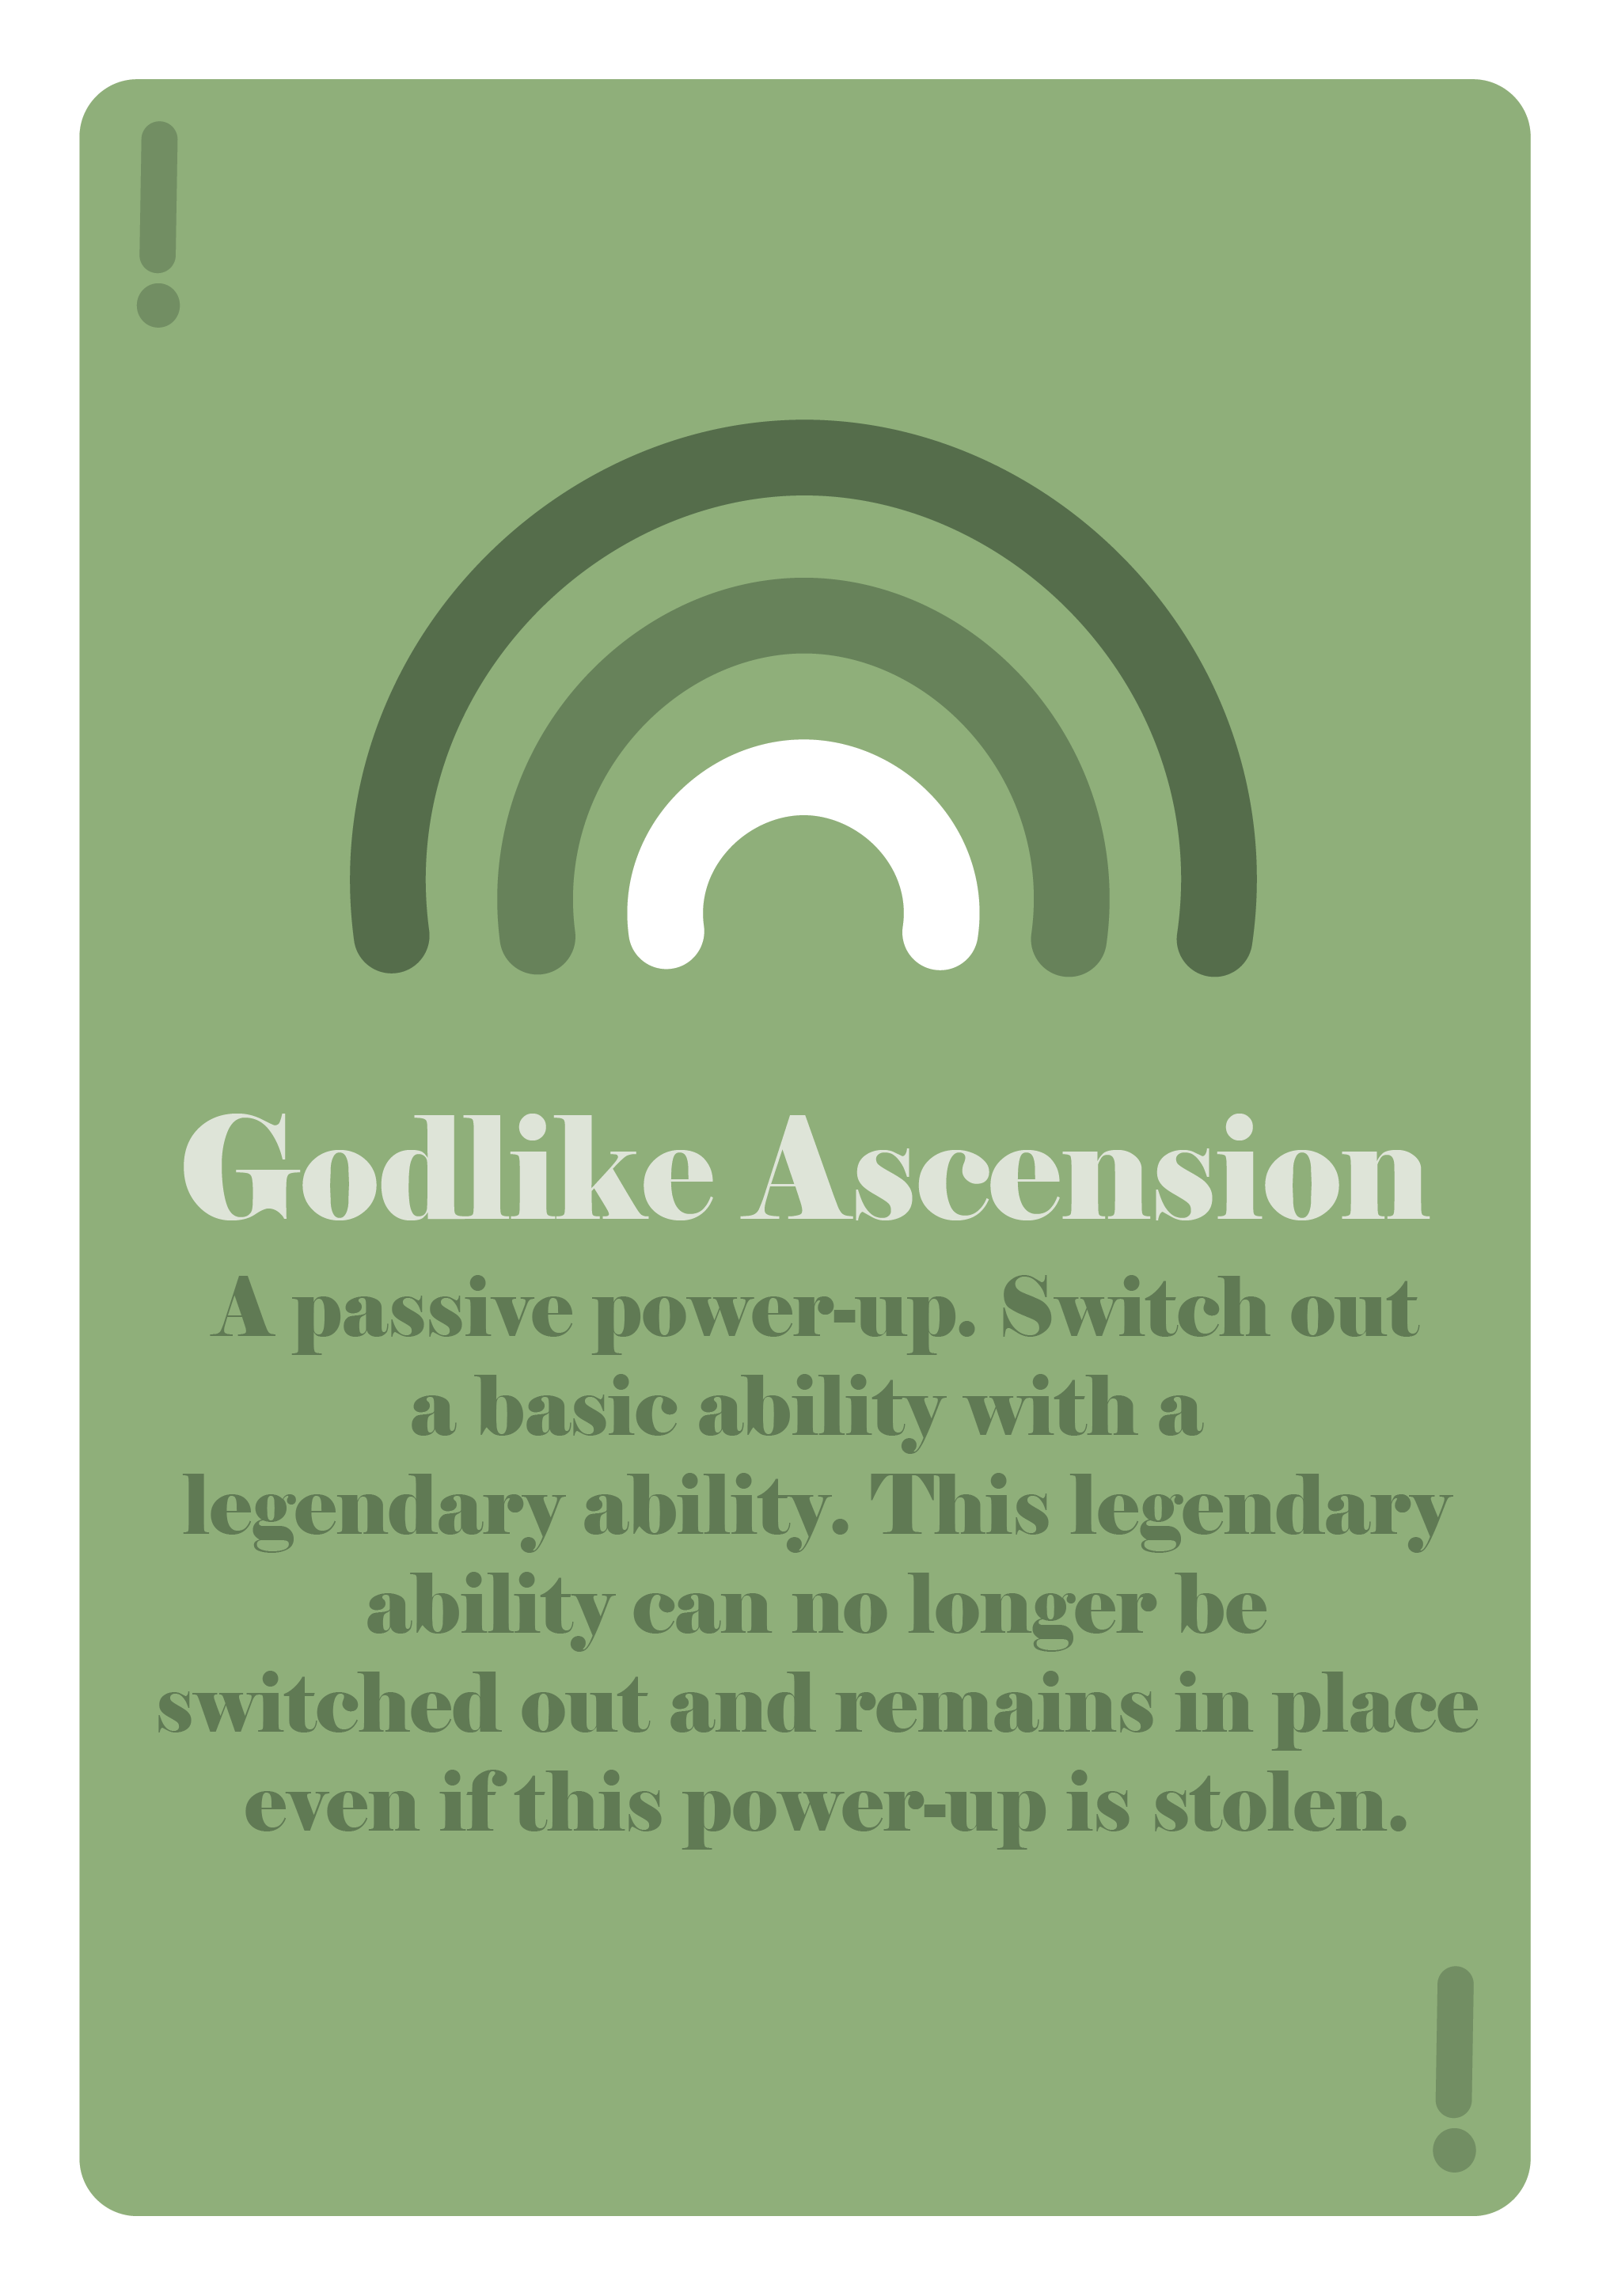 !
Godlike Ascension
A passive power-up. Switch out
a basic ability with a
legendary ability. This legendary
ability can no longer be
switched out and remains in place
even if this power-up is stolen.
!